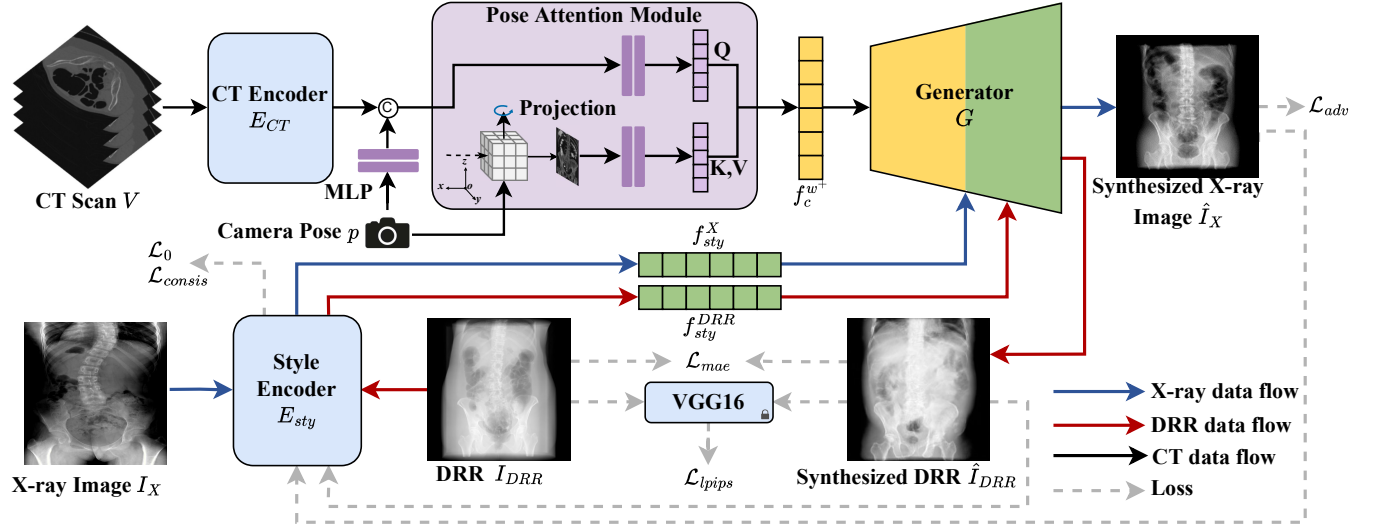 Pose Attention Module
CT Encoder
E_CT
CT Scan V
C
MLP
Camera Pose p
Projection
z
x
o
y
Q
K,V
f_c^{w+}
Generator
G
Synthesized X-ray
Image Î_X
L_adv
L_0
L_consis
f_sty^X
f_sty^DRR
X-ray Image I_X
Style
Encoder
E_sty
DRR I_DRR
L_mae
VGG16
L_lpips
Synthesized DRR Î_DRR
X-ray data flow
DRR data flow
CT data flow
Loss